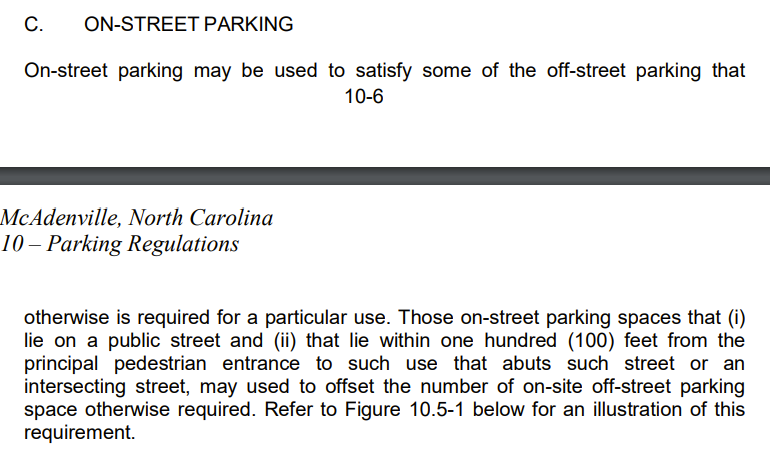 C. ON-STREET PARKING
On-street parking may be used to satisfy some of the off-street parking that
10-6
McAdenville, North Carolina
10 – Parking Regulations
otherwise is required for a particular use. Those on-street parking spaces that (i)
lie on a public street and (ii) that lie within one hundred (100) feet from the
principal pedestrian entrance to such use that abuts such street or an
intersecting street, may used to offset the number of on-site off-street parking
space otherwise required. Refer to Figure 10.5-1 below for an illustration of this
requirement.